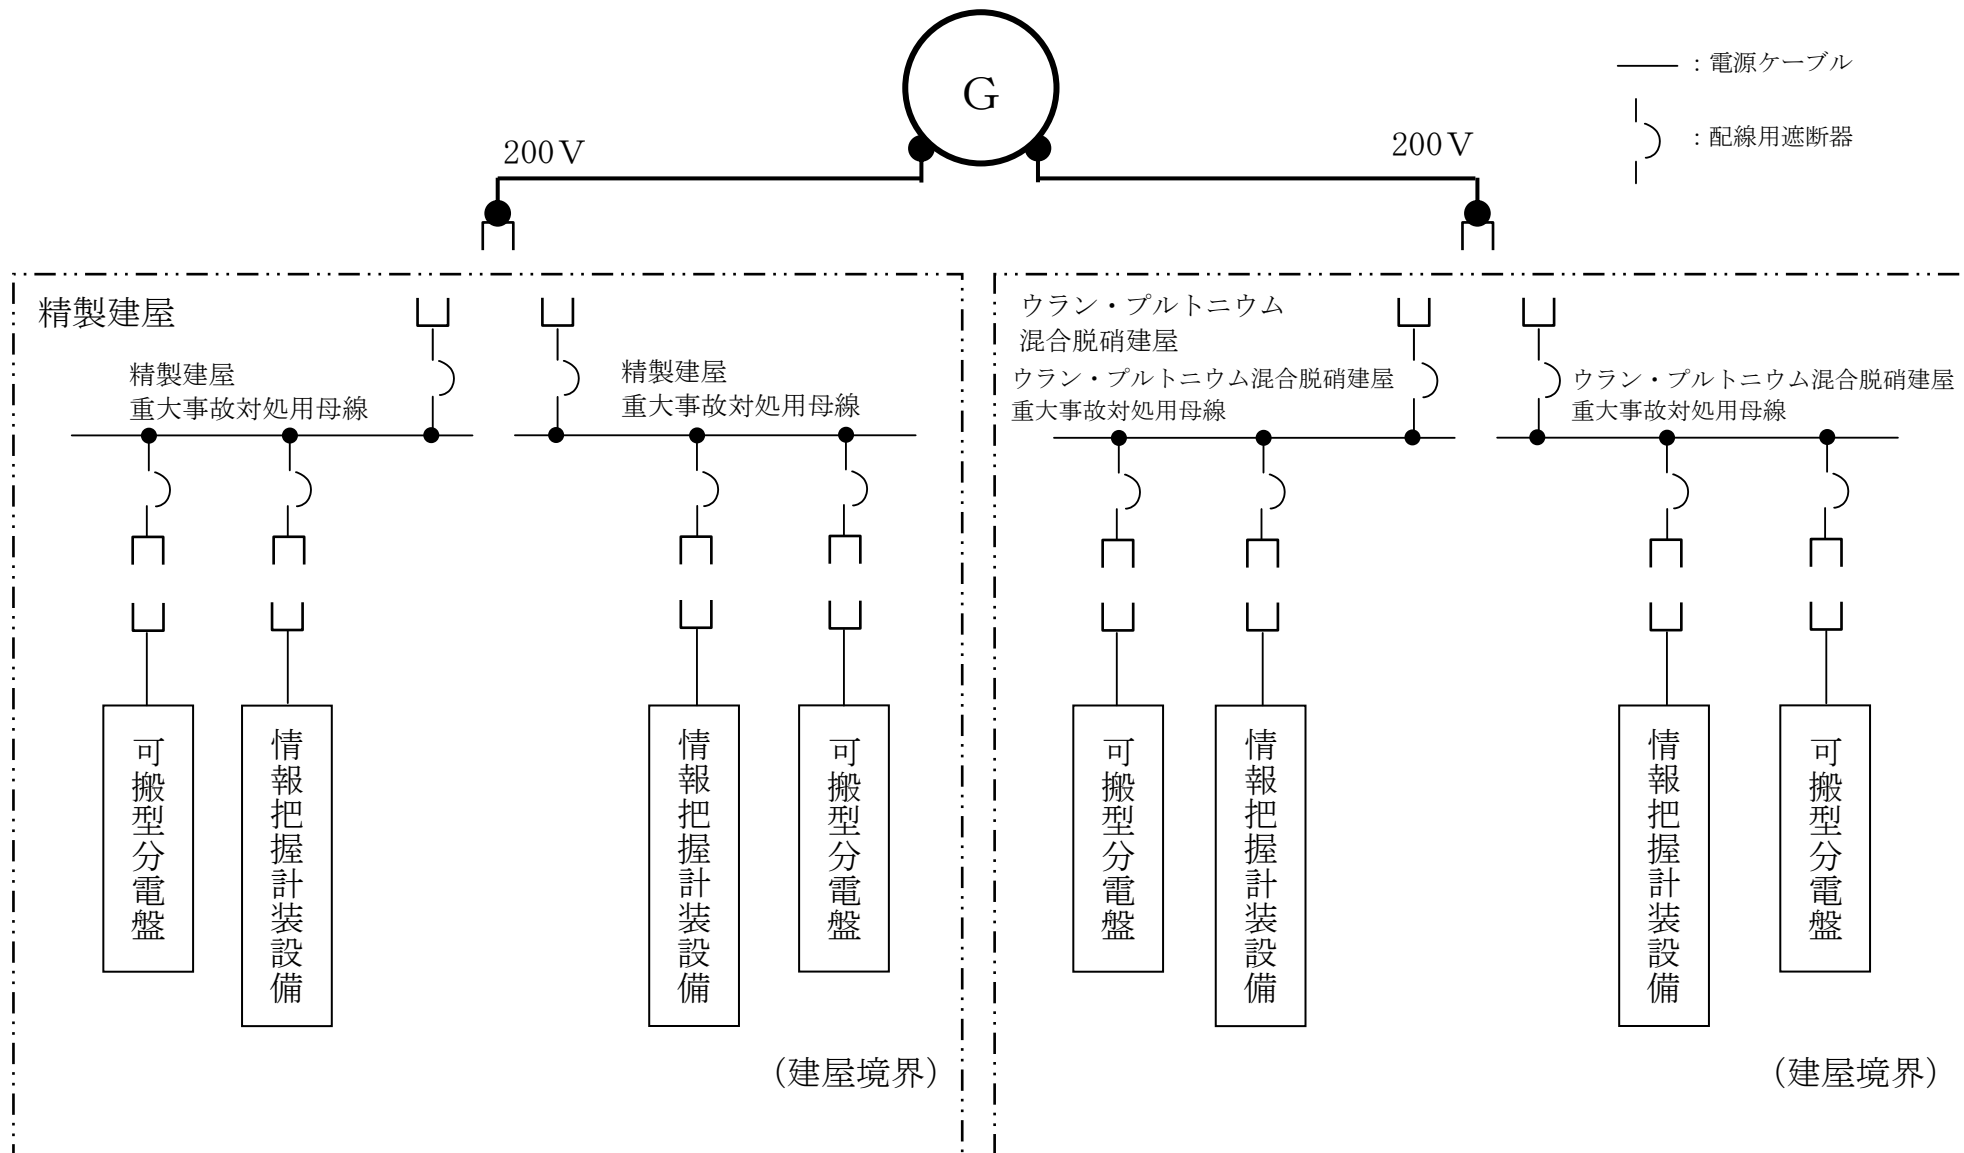 G
200V
200V
：電源ケーブル
：配線用遮断器
精製建屋
精製建屋
重大事故対処用母線
精製建屋
重大事故対処用母線
可搬型分電盤
情報把握計装設備
情報把握計装設備
可搬型分電盤
（建屋境界）
ウラン・プルトニウム
混合脱硝建屋
ウラン・プルトニウム混合脱硝建屋
重大事故対処用母線
ウラン・プルトニウム混合脱硝建屋
重大事故対処用母線
可搬型分電盤
情報把握計装設備
情報把握計装設備
可搬型分電盤
（建屋境界）